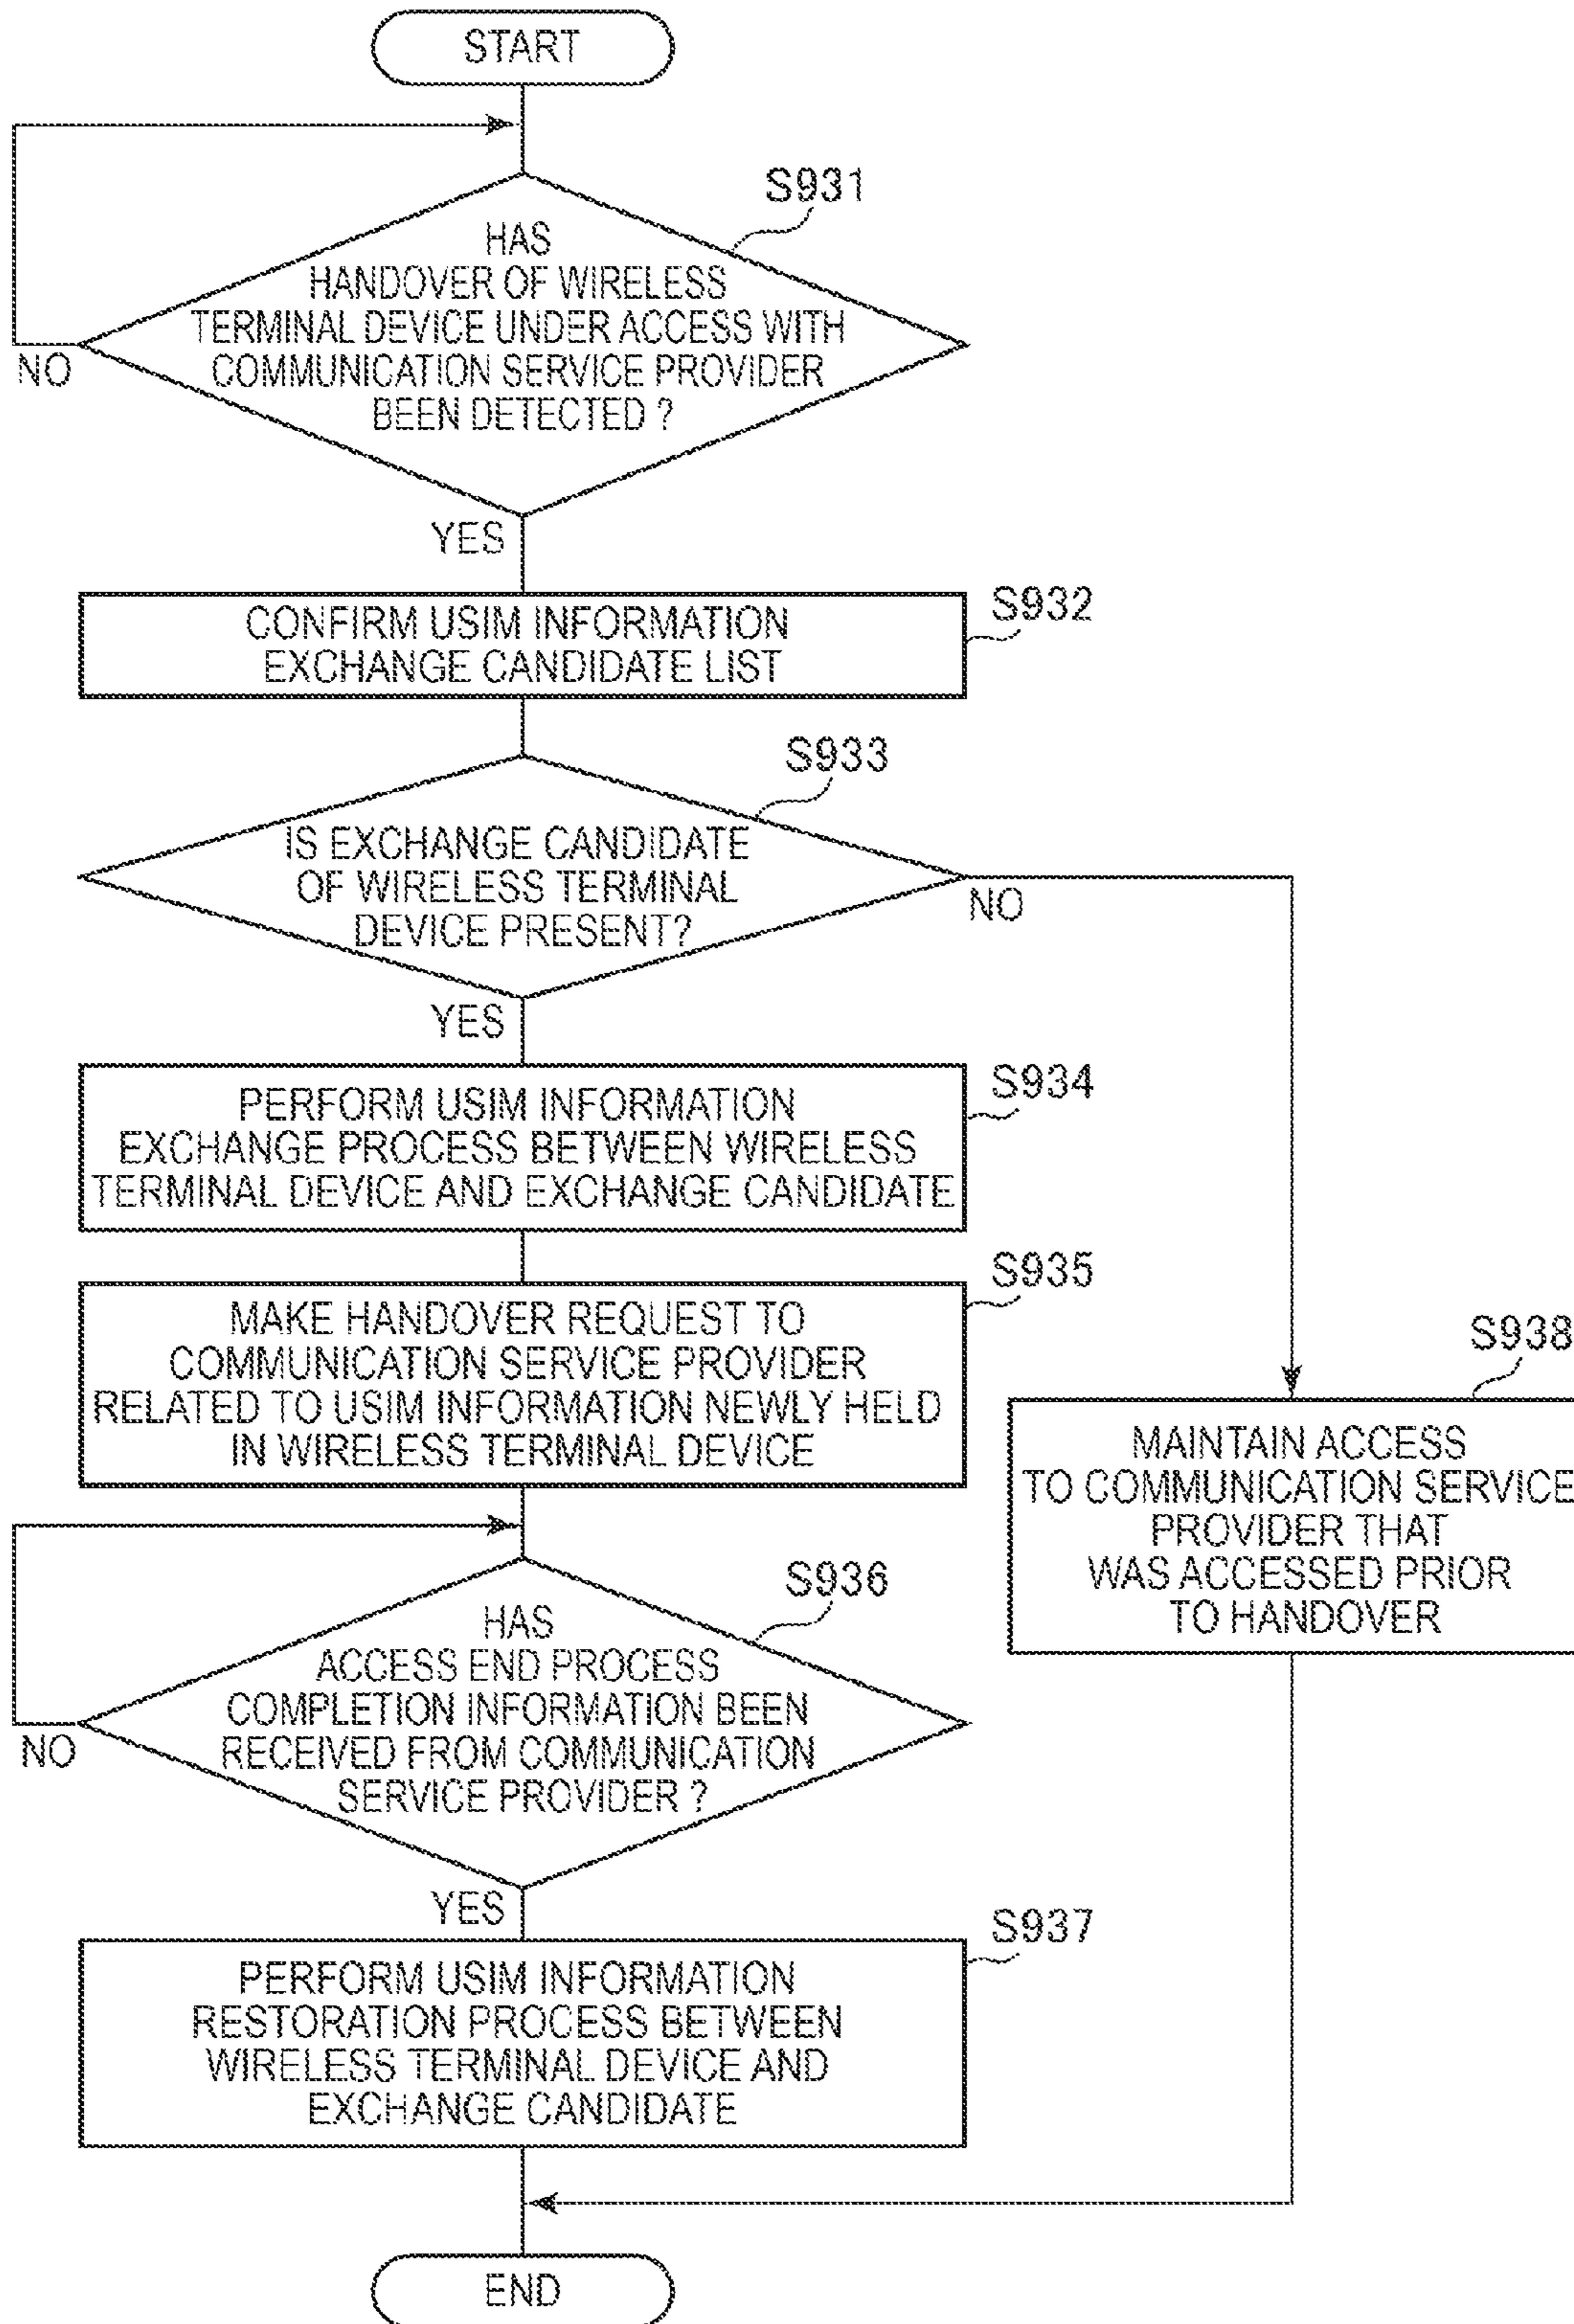 START
S931
HAS
HANDOVER OF WIRELESS
TERMINAL DEVICE UNDER ACCESS WITH
COMMUNICATION SERVICE PROVIDER
BEEN DETECTED ?
NO
YES
S932
CONFIRM USIM INFORMATION
EXCHANGE CANDIDATE LIST
S933
IS EXCHANGE CANDIDATE
OF WIRELESS TERMINAL
DEVICE PRESENT?
NO
YES
S934
PERFORM USIM INFORMATION
EXCHANGE PROCESS BETWEEN WIRELESS
TERMINAL DEVICE AND EXCHANGE CANDIDATE
S935
MAKE HANDOVER REQUEST TO
COMMUNICATION SERVICE PROVIDER
RELATED TO USIM INFORMATION NEWLY HELD
IN WIRELESS TERMINAL DEVICE
S938
MAINTAIN ACCESS
TO COMMUNICATION SERVICE
PROVIDER THAT
WAS ACCESSED PRIOR
TO HANDOVER
S936
HAS
ACCESS END PROCESS
COMPLETION INFORMATION BEEN
RECEIVED FROM COMMUNICATION
SERVICE PROVIDER ?
NO
YES
S937
PERFORM USIM INFORMATION
RESTORATION PROCESS BETWEEN
WIRELESS TERMINAL DEVICE AND
EXCHANGE CANDIDATE
END